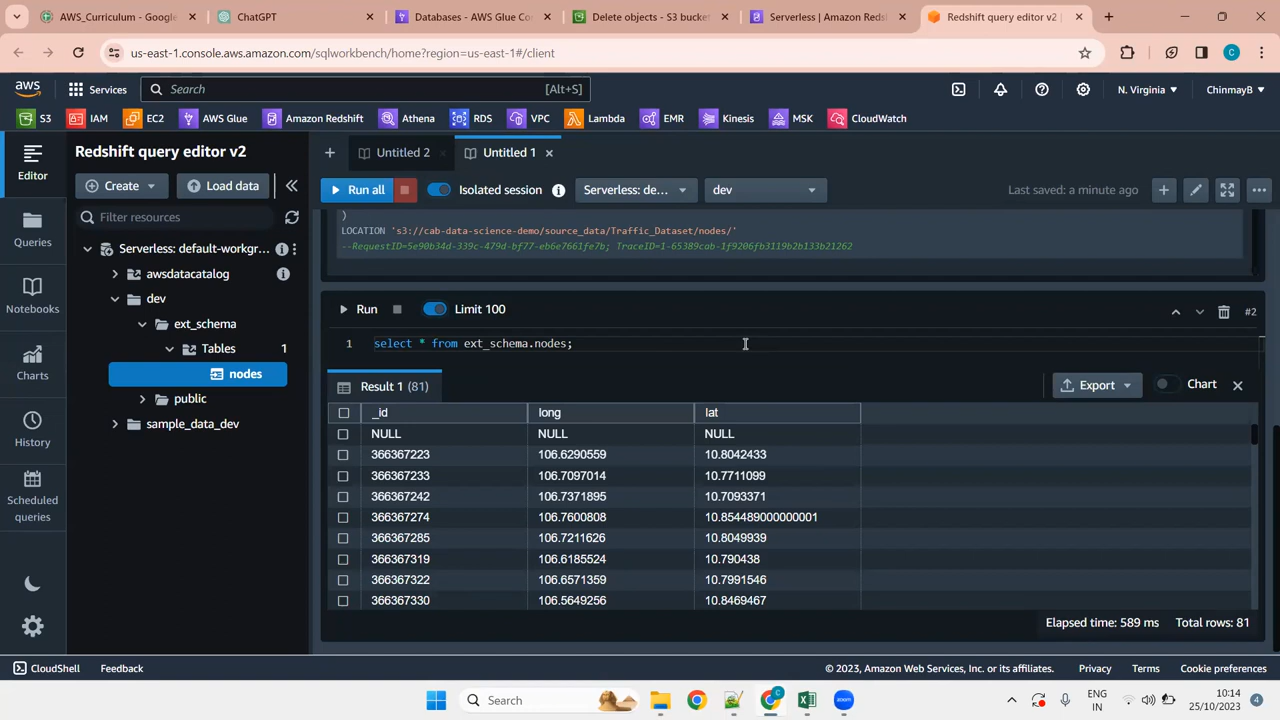 AWS_Curriculum - Google
ChatGPT
Databases - AWS Glue Co
Delete objects - S3 bucket
Serverless | Amazon Reds
Redshift query editor v2 |
us-east-1.console.aws.amazon.com/sqlworkbench/home?region=us-east-1#/client
C
aws
Services
Search
[Alt+S]
N. Virginia
ChinmayB
S3
IAM
EC2
AWS Glue
Amazon Redshift
Athena
RDS
VPC
Lambda
EMR
Kinesis
MSK
CloudWatch
Editor
Queries
Notebooks
Charts
History
Scheduled
queries
Redshift query editor v2
Create
Load data
Filter resources
Serverless: default-workgr...
awsdatacatalog
dev
ext_schema
Tables
1
nodes
public
sample_data_dev
Untitled 2
Untitled 1
Run all
Isolated session
Serverless: de...
dev
Last saved: a minute ago
)
LOCATION 's3://cab-data-science-demo/source_data/Traffic_Dataset/nodes/'
--RequestID=5e90b34d-339c-479d-bf77-eb6e7661fe7b; TraceID=1-65389cab-1f9206fb3119b2b133b21262
Run
Limit 100
#2
1 select * from ext_schema.nodes;
Result 1 (81)
Export
Chart
_id long lat
NULL NULL NULL
366367223 106.6290559 10.8042433
366367233 106.7097014 10.7711099
366367242 106.7371895 10.7093371
366367274 106.7600808 10.854489000000001
366367285 106.7211626 10.8049939
366367319 106.6185524 10.790438
366367322 106.6571359 10.7991546
366367330 106.5649256 10.8469467
Elapsed time: 589 ms
Total rows: 81
CloudShell
Feedback
© 2023, Amazon Web Services, Inc. or its affiliates.
Privacy
Terms
Cookie preferences
Search
ENG
IN
10:14
25/10/2023
4